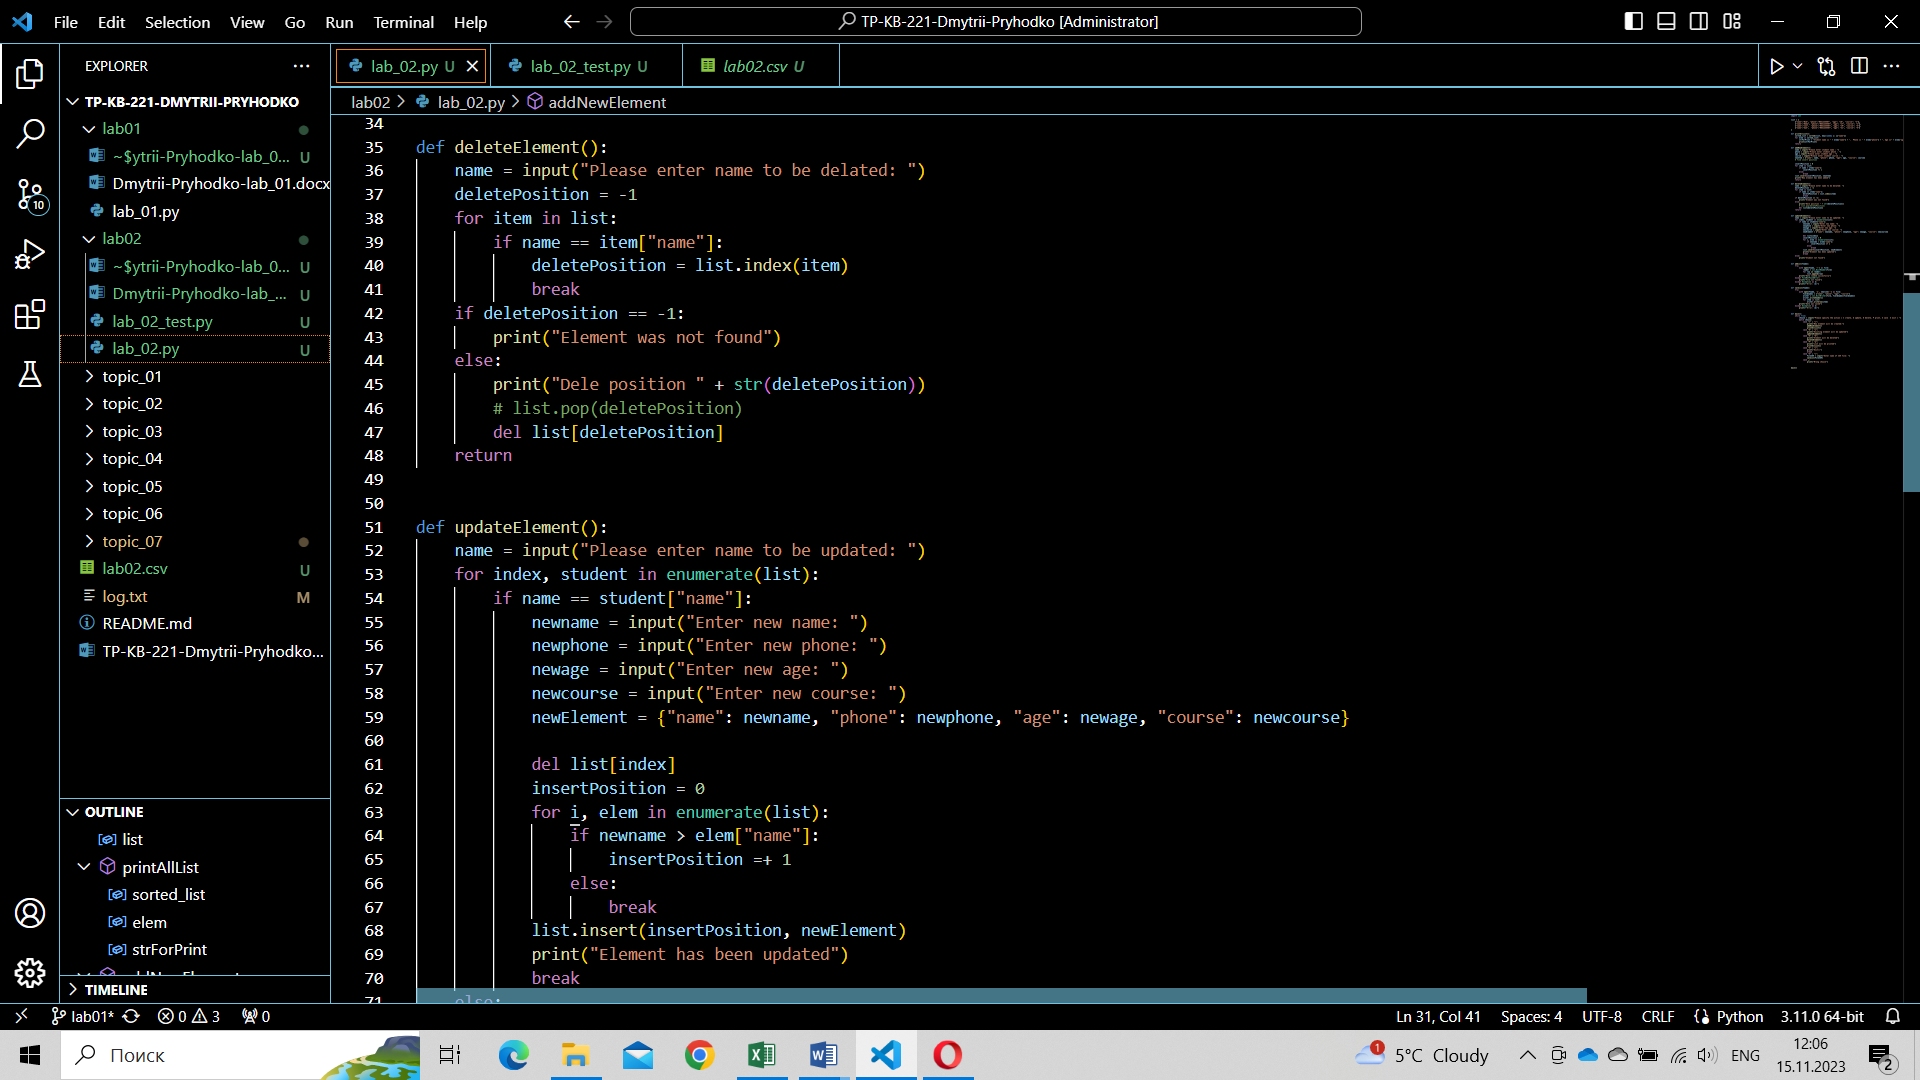 File Edit Selection View Go Run Terminal Help
TP-KB-221-Dmytrii-Pryhodko [Administrator]
EXPLORER
TP-KB-221-DMYTRII-PRYHODKO
lab01
~$ytrii-Pryhodko-lab_0... U
Dmytrii-Pryhodko-lab_01.docx
lab_01.py
lab02
~$ytrii-Pryhodko-lab_0... U
Dmytrii-Pryhodko-lab_... U
lab_02_test.py U
lab_02.py U
topic_01
topic_02
topic_03
topic_04
topic_05
topic_06
topic_07
lab02.csv U
log.txt M
README.md
TP-KB-221-Dmytrii-Pryhodko...
OUTLINE
list
printAllList
sorted_list
elem
strForPrint
TIMELINE
10
lab_02.py U
lab_02_test.py U
lab02.csv U
lab02 > lab_02.py > addNewElement
34
35 def deleteElement():
36 name = input("Please enter name to be delated: ")
37 deletePosition = -1
38 for item in list:
39 if name == item["name"]:
40 deletePosition = list.index(item)
41 break
42 if deletePosition == -1:
43 print("Element was not found")
44 else:
45 print("Dele position " + str(deletePosition))
46 # list.pop(deletePosition)
47 del list[deletePosition]
48 return
49
50
51 def updateElement():
52 name = input("Please enter name to be updated: ")
53 for index, student in enumerate(list):
54 if name == student["name"]:
55 newname = input("Enter new name: ")
56 newphone = input("Enter new phone: ")
57 newage = input("Enter new age: ")
58 newcourse = input("Enter new course: ")
59 newElement = {"name": newname, "phone": newphone, "age": newage, "course": newcourse}
60
61 del list[index]
62 insertPosition = 0
63 for i, elem in enumerate(list):
64 if newname > elem["name"]:
65 insertPosition =+ 1
66 else:
67 break
68 list.insert(insertPosition, newElement)
69 print("Element has been updated")
70 break
71 else:
lab01* 0 3 0
Ln 31, Col 41 Spaces: 4 UTF-8 CRLF Python 3.11.0 64-bit
Поиск
1
5°C Cloudy
ENG
12:06
15.11.2023
2